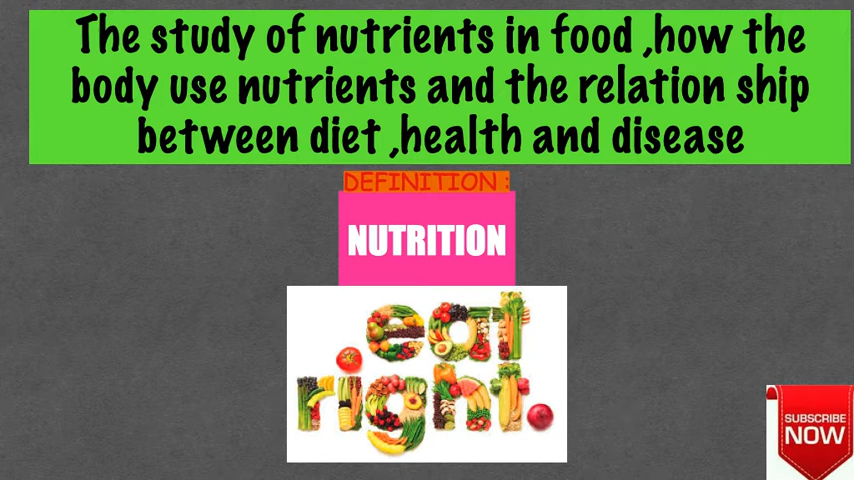 The study of nutrients in food ,how the
body use nutrients and the relation ship
between diet ,health and disease
DEFINITION :
NUTRITION
eat
right.
SUBSCRIBE
NOW